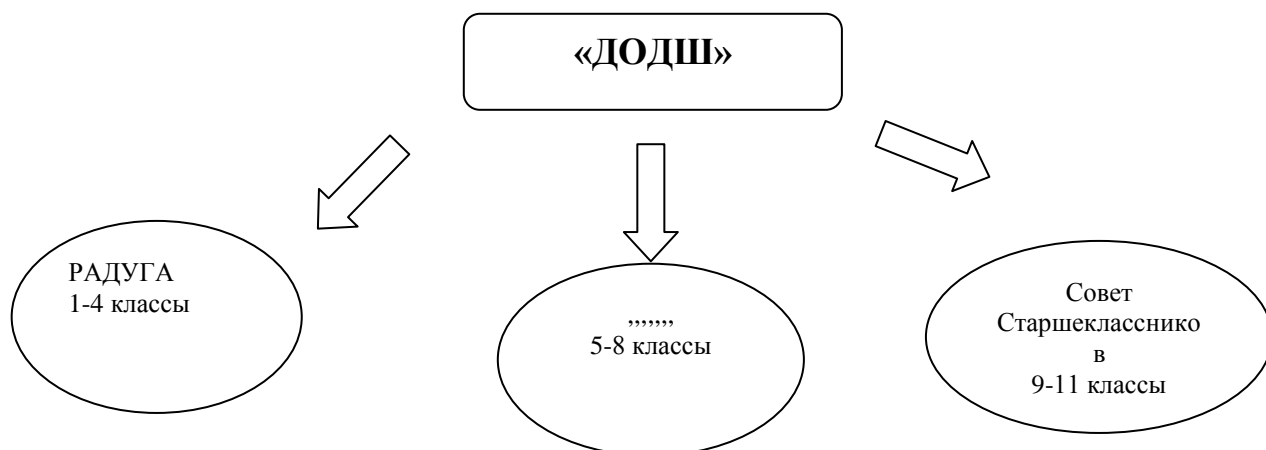 «ДОДШ»
РАДУГА
1-4 классы
,,,,,,,
5-8 классы
Совет
Старшекласснико
в
9-11 классы